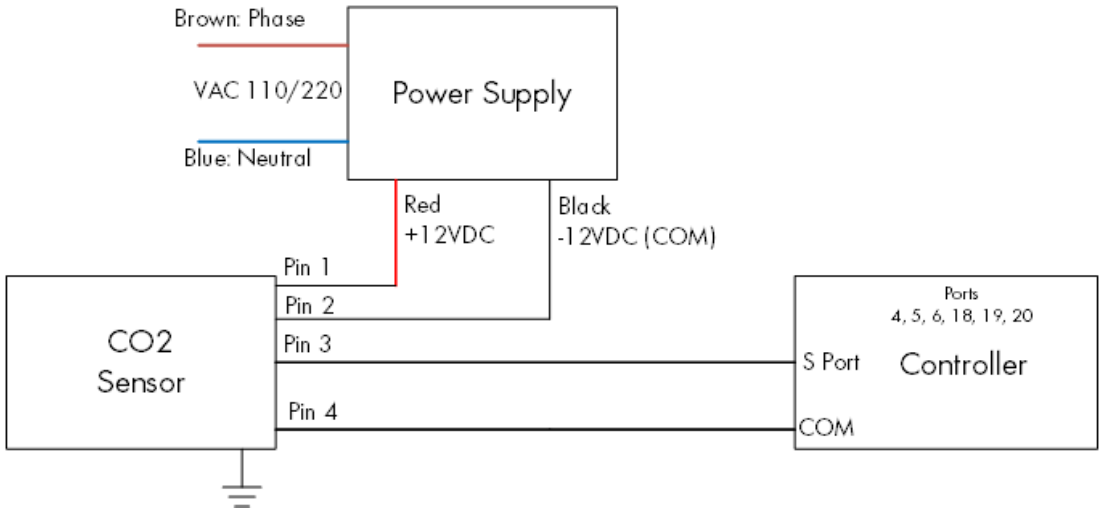 Brown: Phase
VAC 110/220
Power Supply
Blue: Neutral
Red
+12VDC
Black
-12VDC (COM)
Pin 1
Pin 2
Pin 3
Pin 4
CO2
Sensor
Ports
4, 5, 6, 18, 19, 20
S Port
Controller
COM